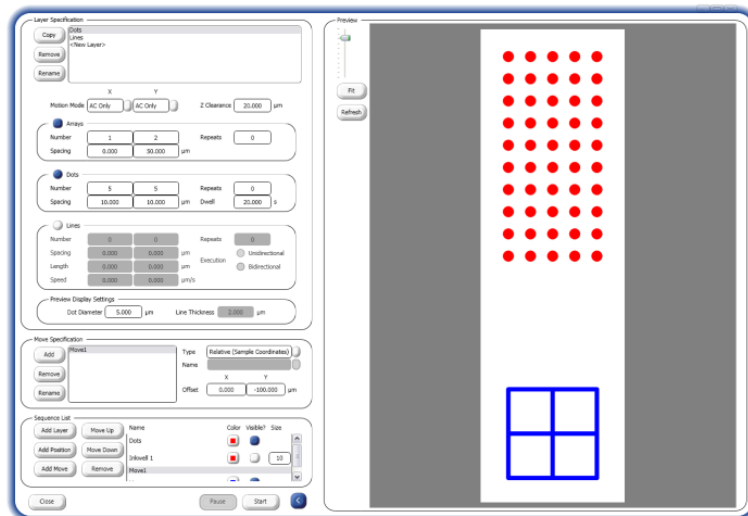 Layer Specification
Copy
Remove
Rename
Dots
Lines
<New Layer>
X Y
Motion Mode AC Only AC Only Z Clearance 20.000 µm
Arrays
Number 1 2 Repeats 0
Spacing 0.000 50.000 µm
Dots
Number 5 5 Repeats 0
Spacing 10.000 10.000 µm Dwell 20.000 s
Lines
Number 0 0 Repeats 0
Spacing 0.000 0.000 µm Execution Unidirectional
Length 0.000 0.000 µm Bidirectional
Speed 0.000 0.000 µm/s
Preview Display Settings
Dot Diameter 5.000 µm Line Thickness 2.000 µm
Move Specification
Add
Remove
Rename
Move1
Type Relative (Sample Coordinates)
Name
X Y
Offset 0.000 -100.000 µm
Sequence List
Add Layer Move Up
Add Position Move Down
Add Move Remove
Name Color Visible? Size
Dots
Inkwell 1 10
Move1
Close Pause Start
Preview
Fit
Refresh